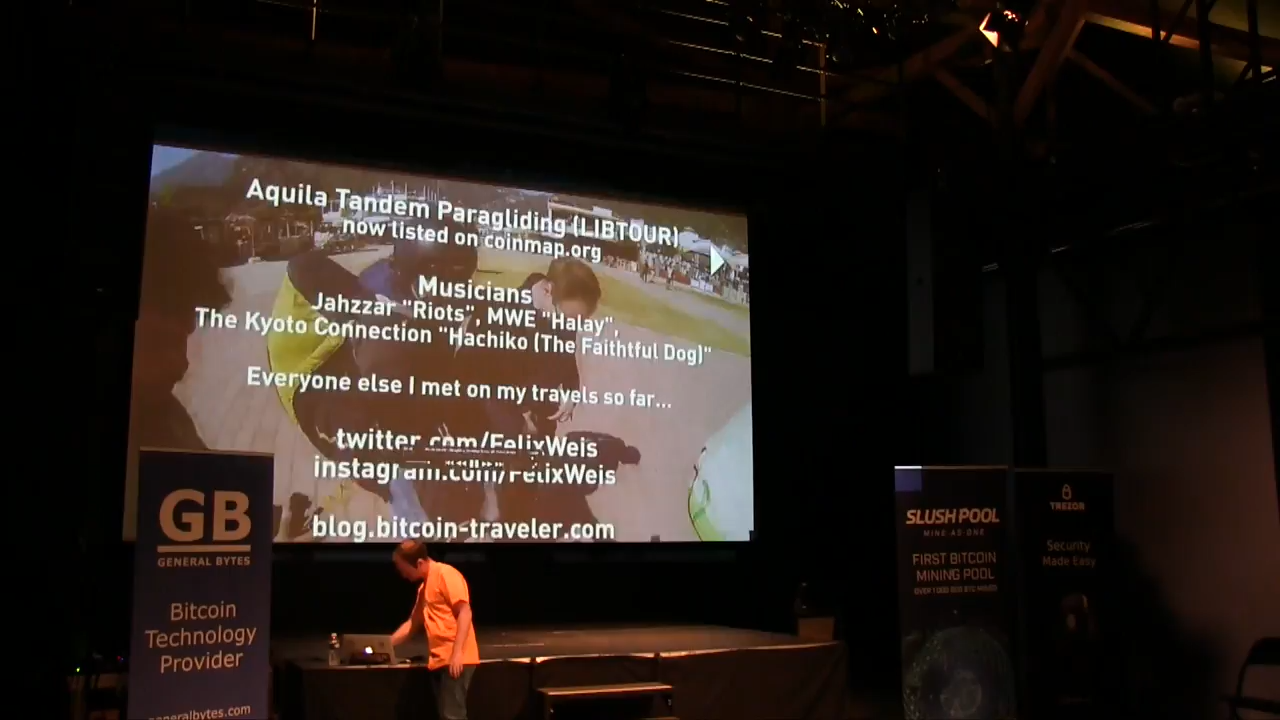 Aquila Tandem Paragliding (LIBTOUR)
now listed on coinmap.org
Musicians
Jahzzar "Riots", MWE "Halay",
The Kyoto Connection "Hachiko (The Faithtful Dog)"
Everyone else I met on my travels so far...
twitter.com/FelixWeis
instagram.com/FelixWeis
blog.bitcoin-traveler.com
GB
GENERAL BYTES
Bitcoin
Technology
Provider
generalbytes.com
SLUSH POOL
MINE AS ONE
FIRST BITCOIN
MINING POOL
TREZOR
Security
Made Easy